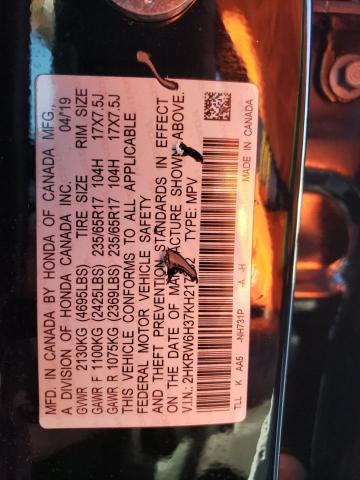 MFD. IN CANADA BY HONDA OF CANADA MFG.,
A DIVISION OF HONDA CANADA INC. 04/19
GVWR 2130KG (4695LBS) TIRE SIZE RIM SIZE
GAWR F 1100KG (2425LBS) 235/65R17 104H 17X7.5J
GAWR R 1075KG (2369LBS) 235/65R17 104H 17X7.5J
THIS VEHICLE CONFORMS TO ALL APPLICABLE
FEDERAL MOTOR VEHICLE SAFETY
AND THEFT PREVENTION STANDARDS IN EFFECT
ON THE DATE OF MANUFACTURE SHOWN ABOVE.
V.I.N.: 2HKRW6H37KH2 TYPE: MPV
TLL K AA5 -NH731P -A -H MADE IN CANADA